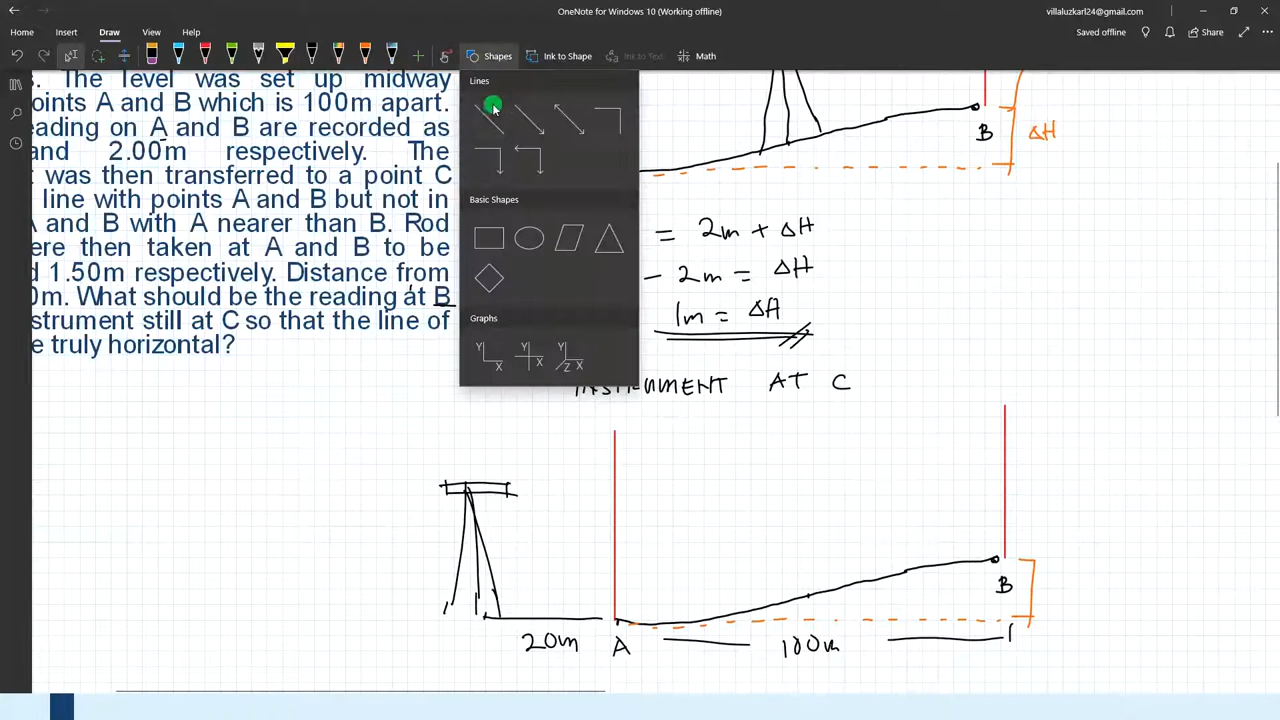 OneNote for Windows 10 (Working offline)
villaluzkarl24@gmail.com
Home Insert Draw View Help
Saved offline
Share
Shapes
Ink to Shape
Ink to Text
Math
Lines
Basic Shapes
Graphs
Y X Y X Y Z X
s. The level was set up midway
oints A and B which is 100m apart.
eading on A and B are recorded as
and 2.00m respectively. The
t was then transferred to a point C
line with points A and B but not in
A and B with A nearer than B. Rod
ere then taken at A and B to be
d 1.50m respectively. Distance from
0m. What should be the reading at B
strument still at C so that the line of
e truly horizontal?
B
ΔH
= 2m + ΔH
- 2m = ΔH
1m = ΔH
INSTRUMENT AT C
B
20m A 100m